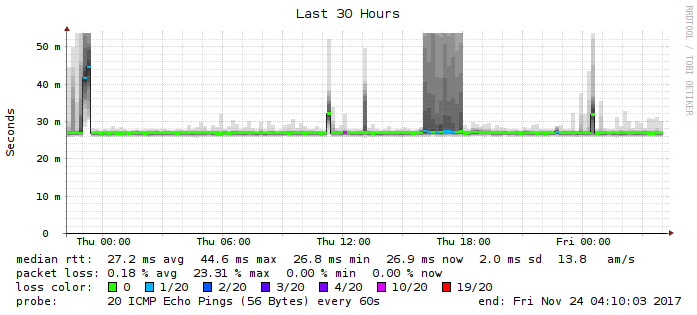 Last 30 Hours
RRDTOOL / TOBI OETIKER
Seconds
50 m
40 m
30 m
20 m
10 m
0
Thu 00:00 Thu 06:00 Thu 12:00 Thu 18:00 Fri 00:00
median rtt: 27.2 ms avg 44.6 ms max 26.8 ms min 26.9 ms now 2.0 ms sd 13.8 am/s
packet loss: 0.18 % avg 23.31 % max 0.00 % min 0.00 % now
loss color: 0 1/20 2/20 3/20 4/20 10/20 19/20
probe: 20 ICMP Echo Pings (56 Bytes) every 60s end: Fri Nov 24 04:10:03 2017